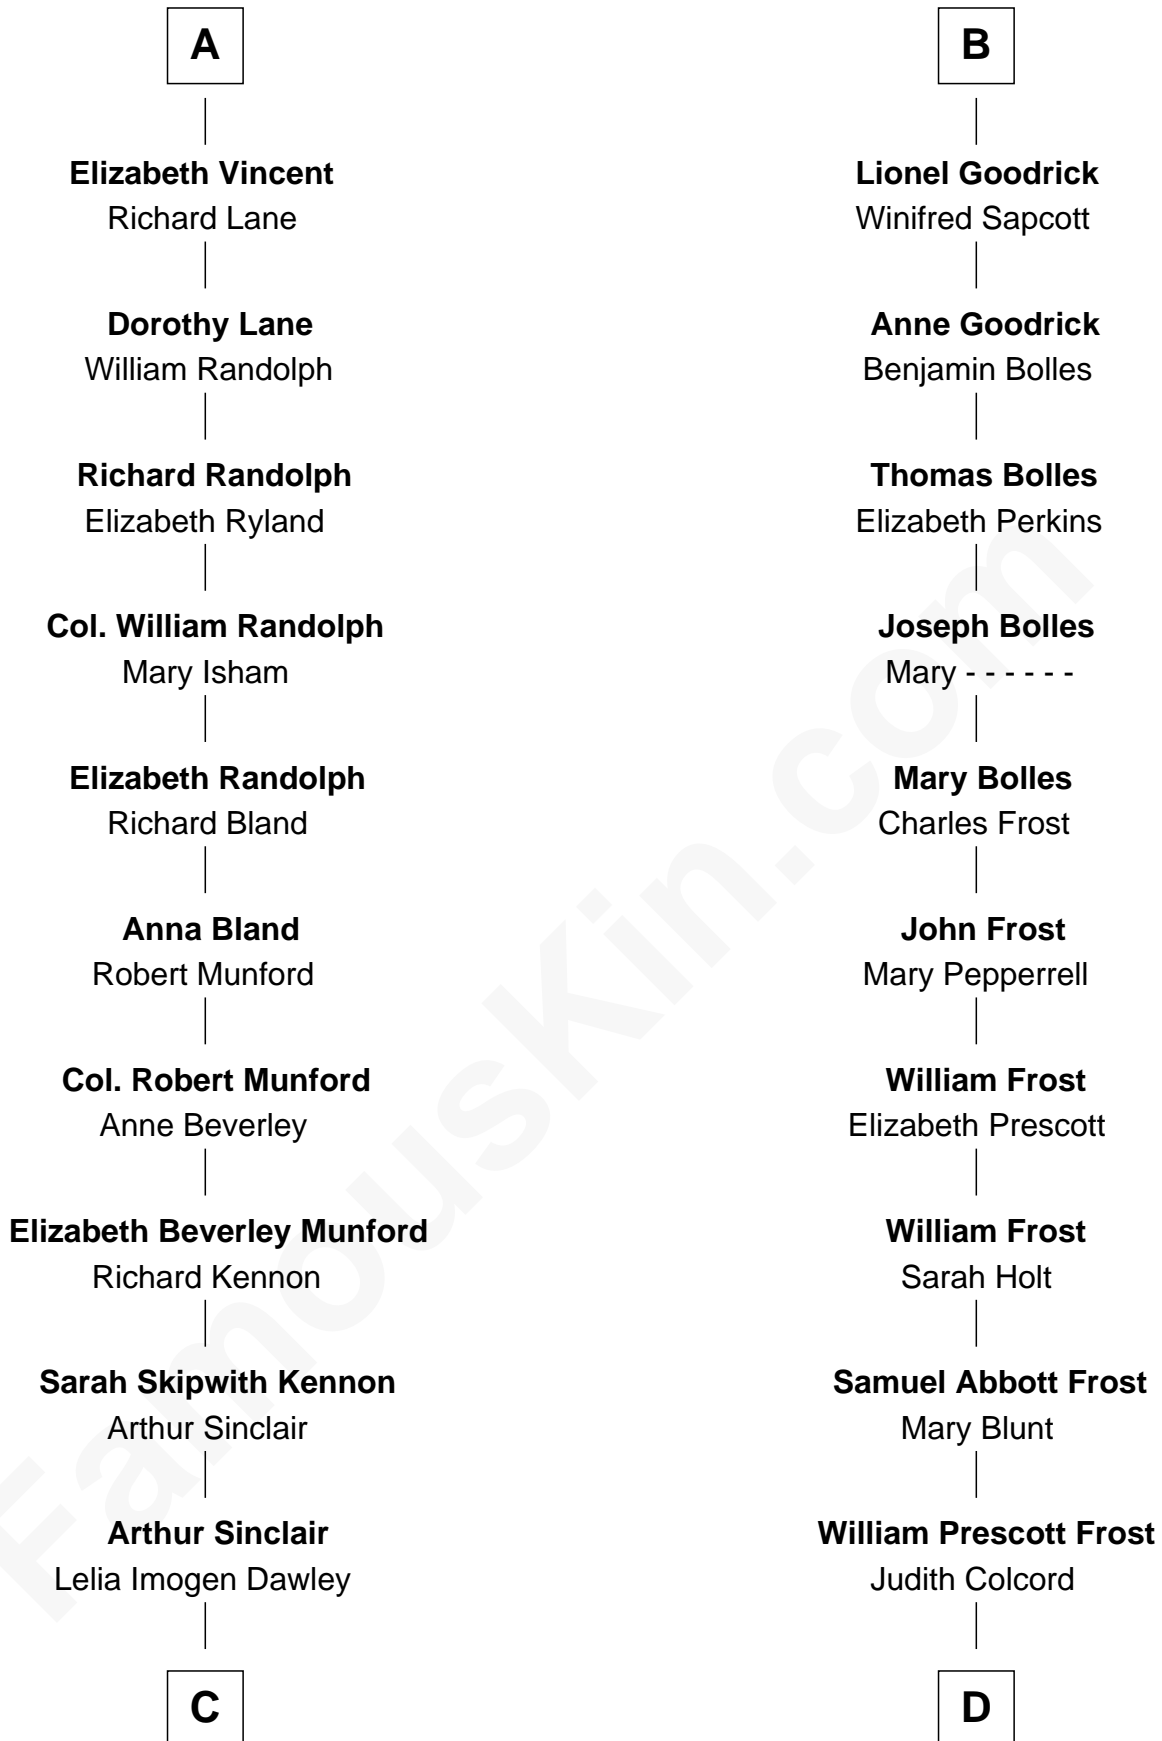 A
Elizabeth Vincent
Richard Lane
Dorothy Lane
William Randolph
Richard Randolph
Elizabeth Ryland
Col. William Randolph
Mary Isham
Elizabeth Randolph
Richard Bland
Anna Bland
Robert Munford
Col. Robert Munford
Anne Beverley
Elizabeth Beverley Munford
Richard Kennon
Sarah Skipwith Kennon
Arthur Sinclair
Arthur Sinclair
Lelia Imogen Dawley
C
B
Lionel Goodrick
Winifred Sapcott
Anne Goodrick
Benjamin Bolles
Thomas Bolles
Elizabeth Perkins
Joseph Bolles
Mary - - - - - -
Mary Bolles
Charles Frost
John Frost
Mary Pepperrell
William Frost
Elizabeth Prescott
William Frost
Sarah Holt
Samuel Abbott Frost
Mary Blunt
William Prescott Frost
Judith Colcord
D
FamousKin.com